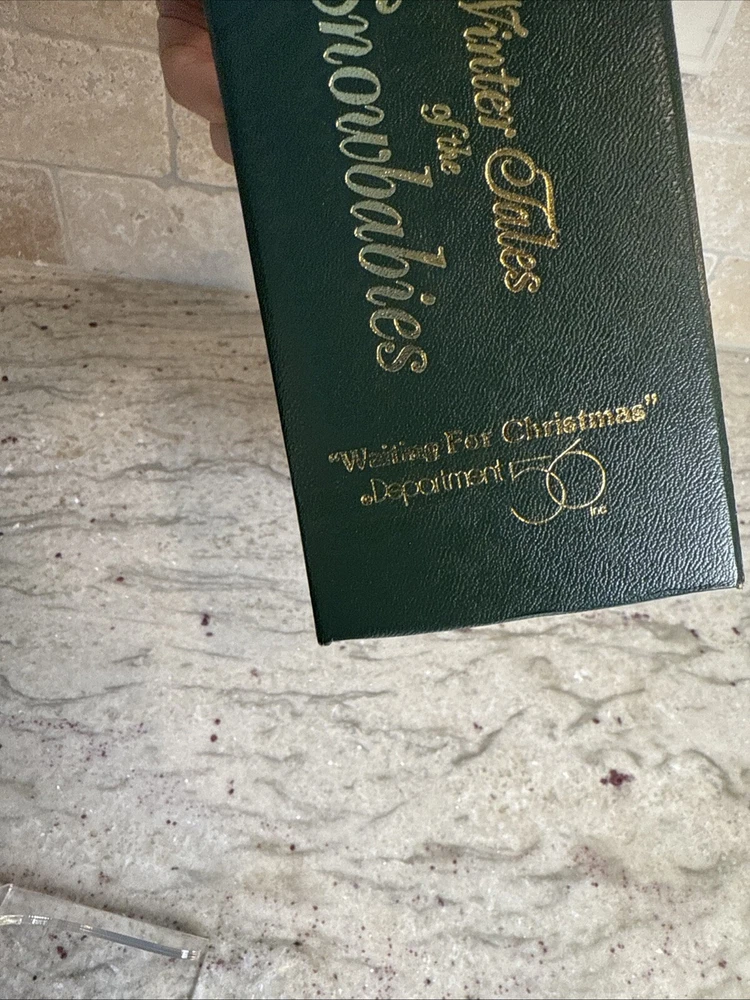 Winter Tales
of the
Snowbabies
"Waiting For Christmas"
®Department 56
Inc